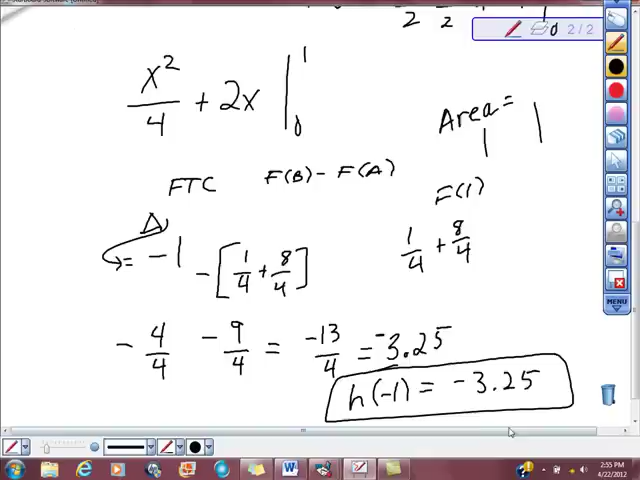 2/2
x²/4 + 2x |₀¹
Area = 1
FTC F(B) - F(A)
F(1)
1/4 + 8/4
Δ
= -1 - [1/4 + 8/4]
- 4/4 - 9/4 = -13/4 = -3.25
h(-1) = -3.25
MENU
2:55 PM
4/22/2012